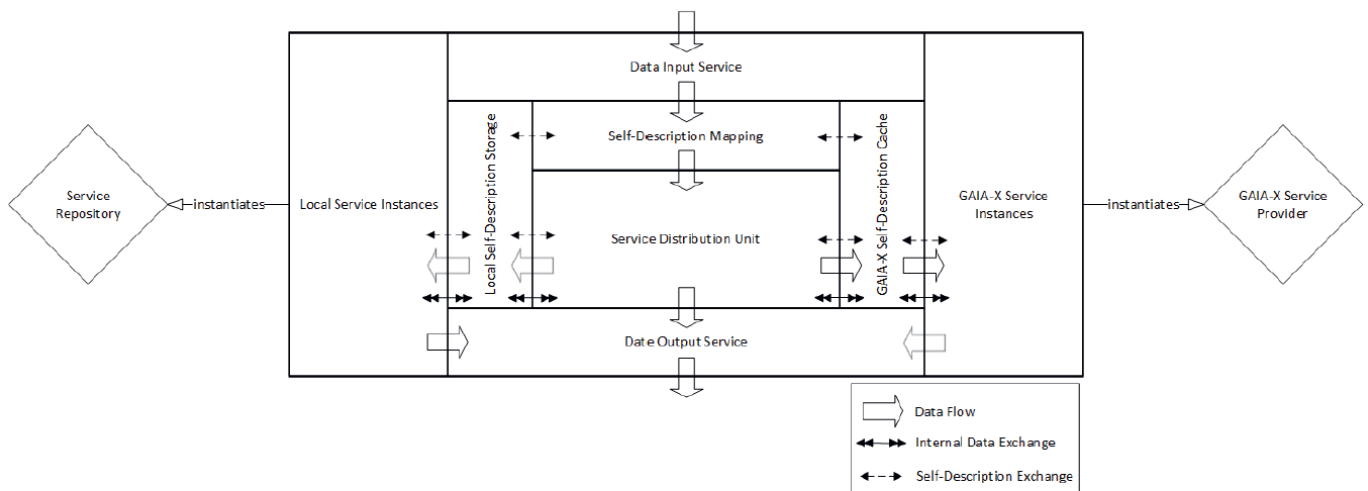 Data Input Service
Self-Description Mapping
Local Self-Description Storage
GAIA-X Self-Description Cache
Service
Repository
instantiates
Local Service Instances
Service Distribution Unit
GAIA-X Service
Instances
instantiates
GAIA-X Service
Provider
Date Output Service
Data Flow
Internal Data Exchange
Self-Description Exchange